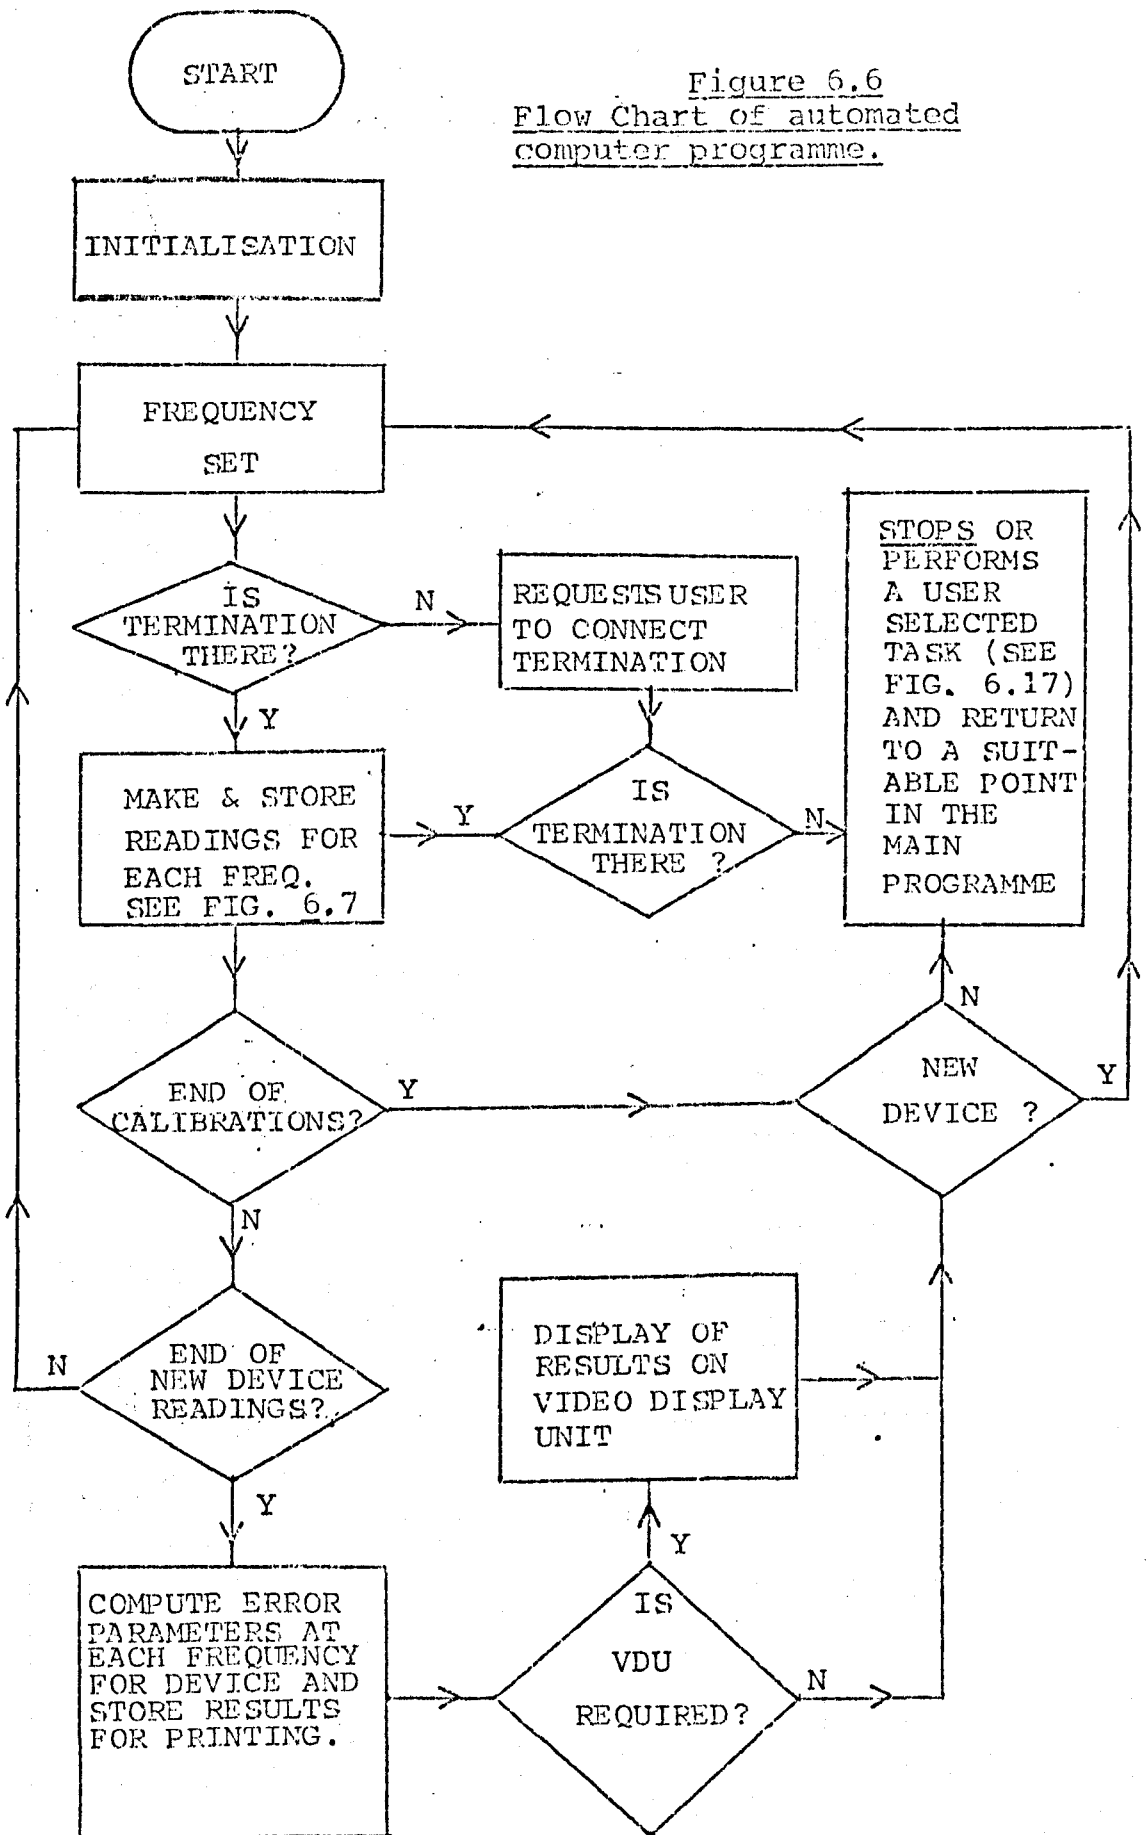 START
Figure 6.6
Flow Chart of automated
computer programme.
INITIALISATION
FREQUENCY
SET
IS
TERMINATION
THERE?
N
Y
REQUESTS USER
TO CONNECT
TERMINATION
STOPS OR
PERFORMS
A USER
SELECTED
TASK (SEE
FIG. 6.17)
AND RETURN
TO A SUIT-
ABLE POINT
IN THE
MAIN
PROGRAMME
MAKE & STORE
READINGS FOR
EACH FREQ.
SEE FIG. 6.7
Y
IS
TERMINATION
THERE ?
N
END OF
CALIBRATIONS?
Y
N
NEW
DEVICE ?
N
Y
END OF
NEW DEVICE
READINGS?
N
Y
DISPLAY OF
RESULTS ON
VIDEO DISPLAY
UNIT
COMPUTE ERROR
PARAMETERS AT
EACH FREQUENCY
FOR DEVICE AND
STORE RESULTS
FOR PRINTING.
Y
IS
VDU
REQUIRED?
N